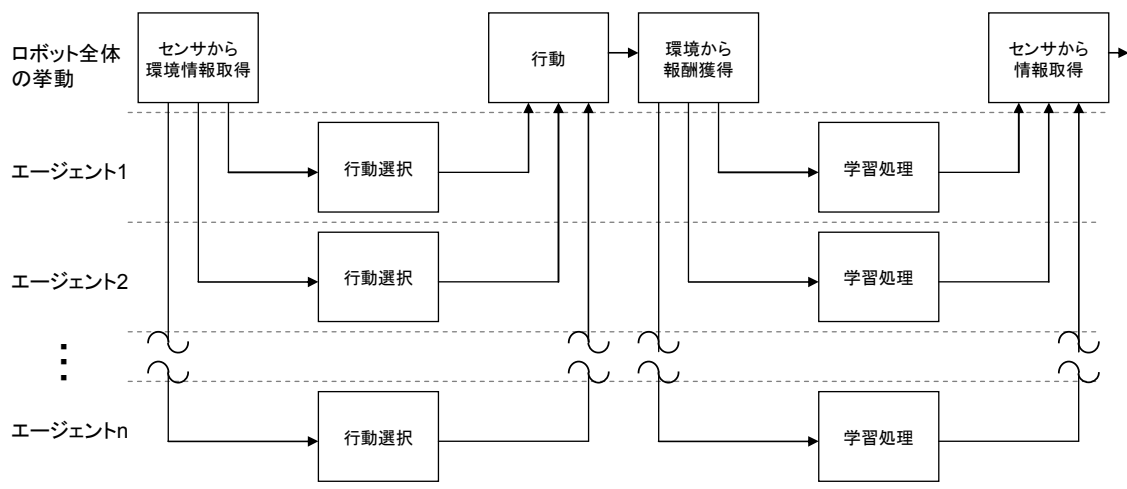 ロボット全体
の挙動
センサから
環境情報取得
行動
環境から
報酬獲得
センサから
情報取得
エージェント1
行動選択
学習処理
エージェント2
行動選択
学習処理
⋮
エージェントn
行動選択
学習処理